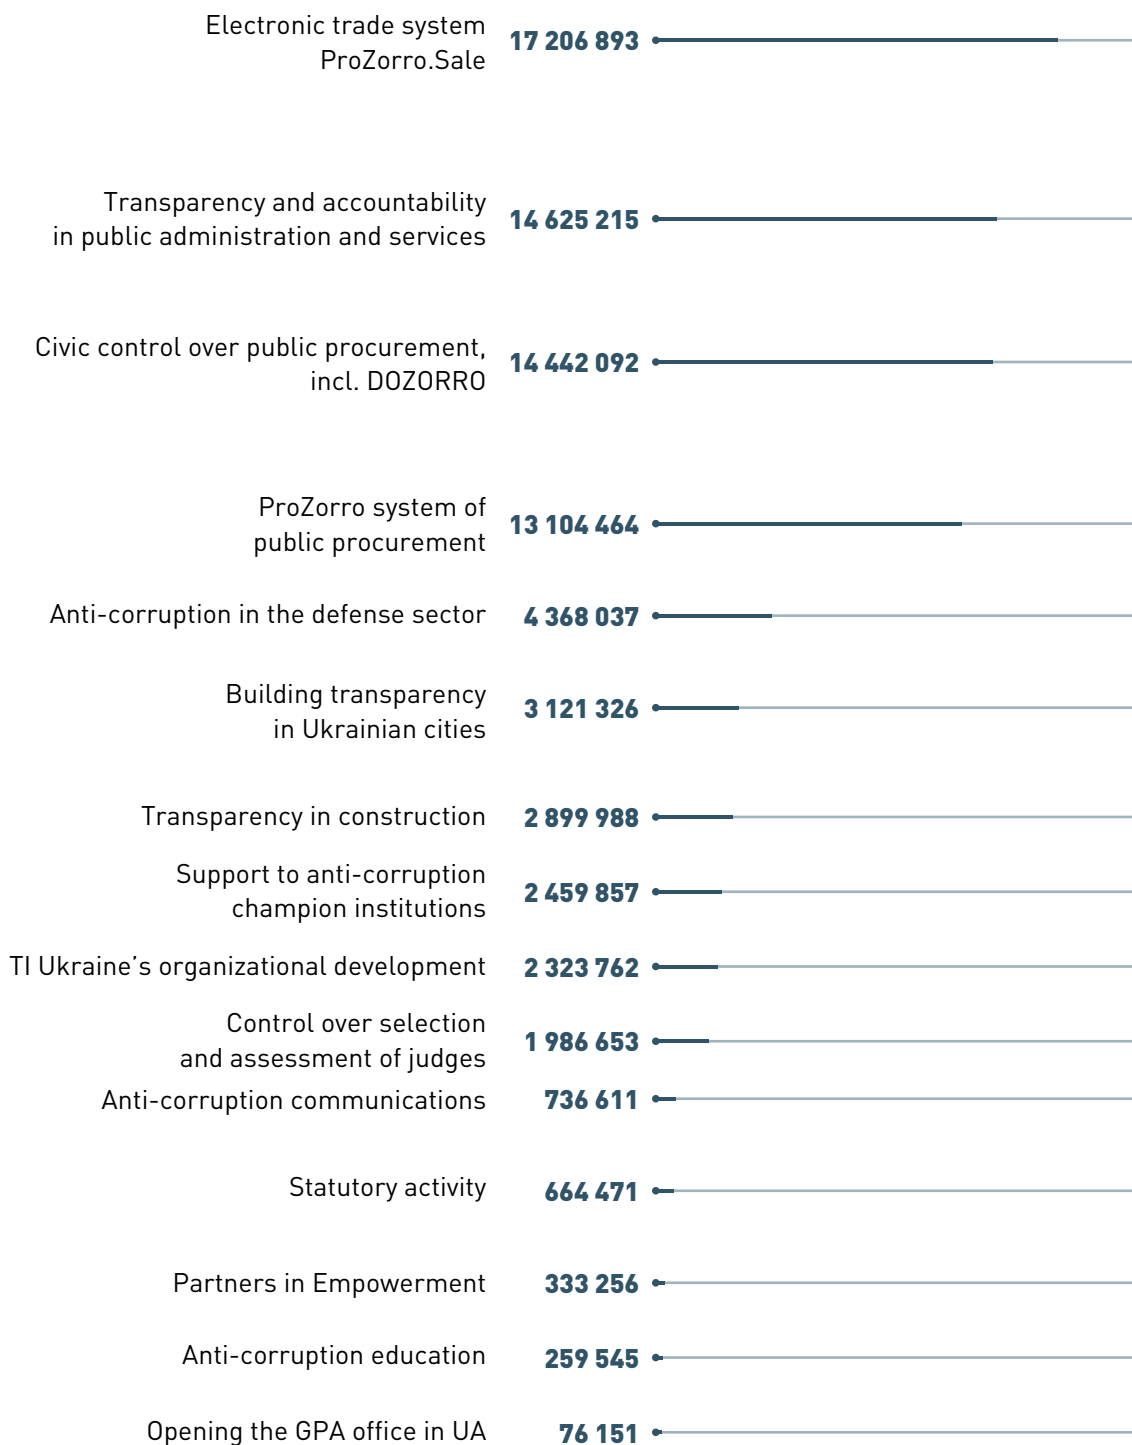 Electronic trade system
ProZorro.Sale
17 206 893
Transparency and accountability
in public administration and services
14 625 215
Civic control over public procurement,
incl. DOZORRO
14 442 092
ProZorro system of
public procurement
13 104 464
Anti-corruption in the defense sector
4 368 037
Building transparency
in Ukrainian cities
3 121 326
Transparency in construction
2 899 988
Support to anti-corruption
champion institutions
2 459 857
TI Ukraine’s organizational development
2 323 762
Control over selection
and assessment of judges
1 986 653
Anti-corruption communications
736 611
Statutory activity
664 471
Partners in Empowerment
333 256
Anti-corruption education
259 545
Opening the GPA office in UA
76 151